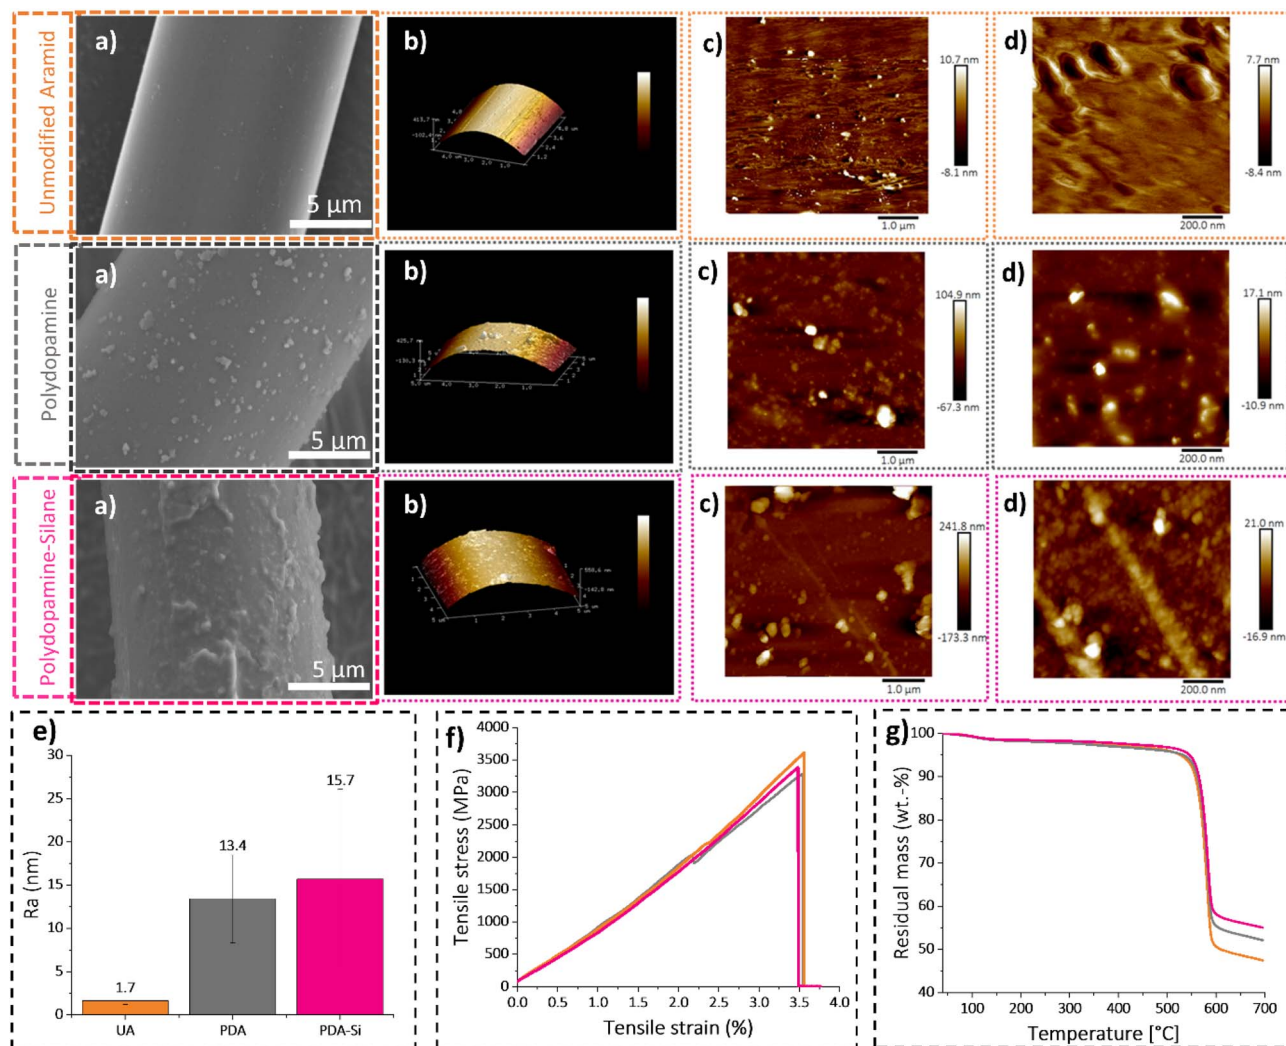 Unmodified Aramid
a)
5 µm
b)
c)
10.7 nm
-8.1 nm
1.0 µm
d)
7.7 nm
-8.4 nm
200.0 nm
Polydopamine
a)
5 µm
b)
c)
104.9 nm
-67.3 nm
1.0 µm
d)
17.1 nm
-10.9 nm
200.0 nm
Polydopamine-Silane
a)
5 µm
b)
c)
241.8 nm
-173.3 nm
1.0 µm
d)
21.0 nm
-16.9 nm
200.0 nm
e)
Ra (nm)
30
25
20
15
10
5
0
1.7
13.4
15.7
UA PDA PDA-Si
f)
Tensile stress (MPa)
4000
3500
3000
2500
2000
1500
1000
500
0
0.0 0.5 1.0 1.5 2.0 2.5 3.0 3.5 4.0
Tensile strain (%)
g)
Residual mass (wt.-%)
100
90
80
70
60
50
40
100 200 300 400 500 600 700
Temperature [°C]